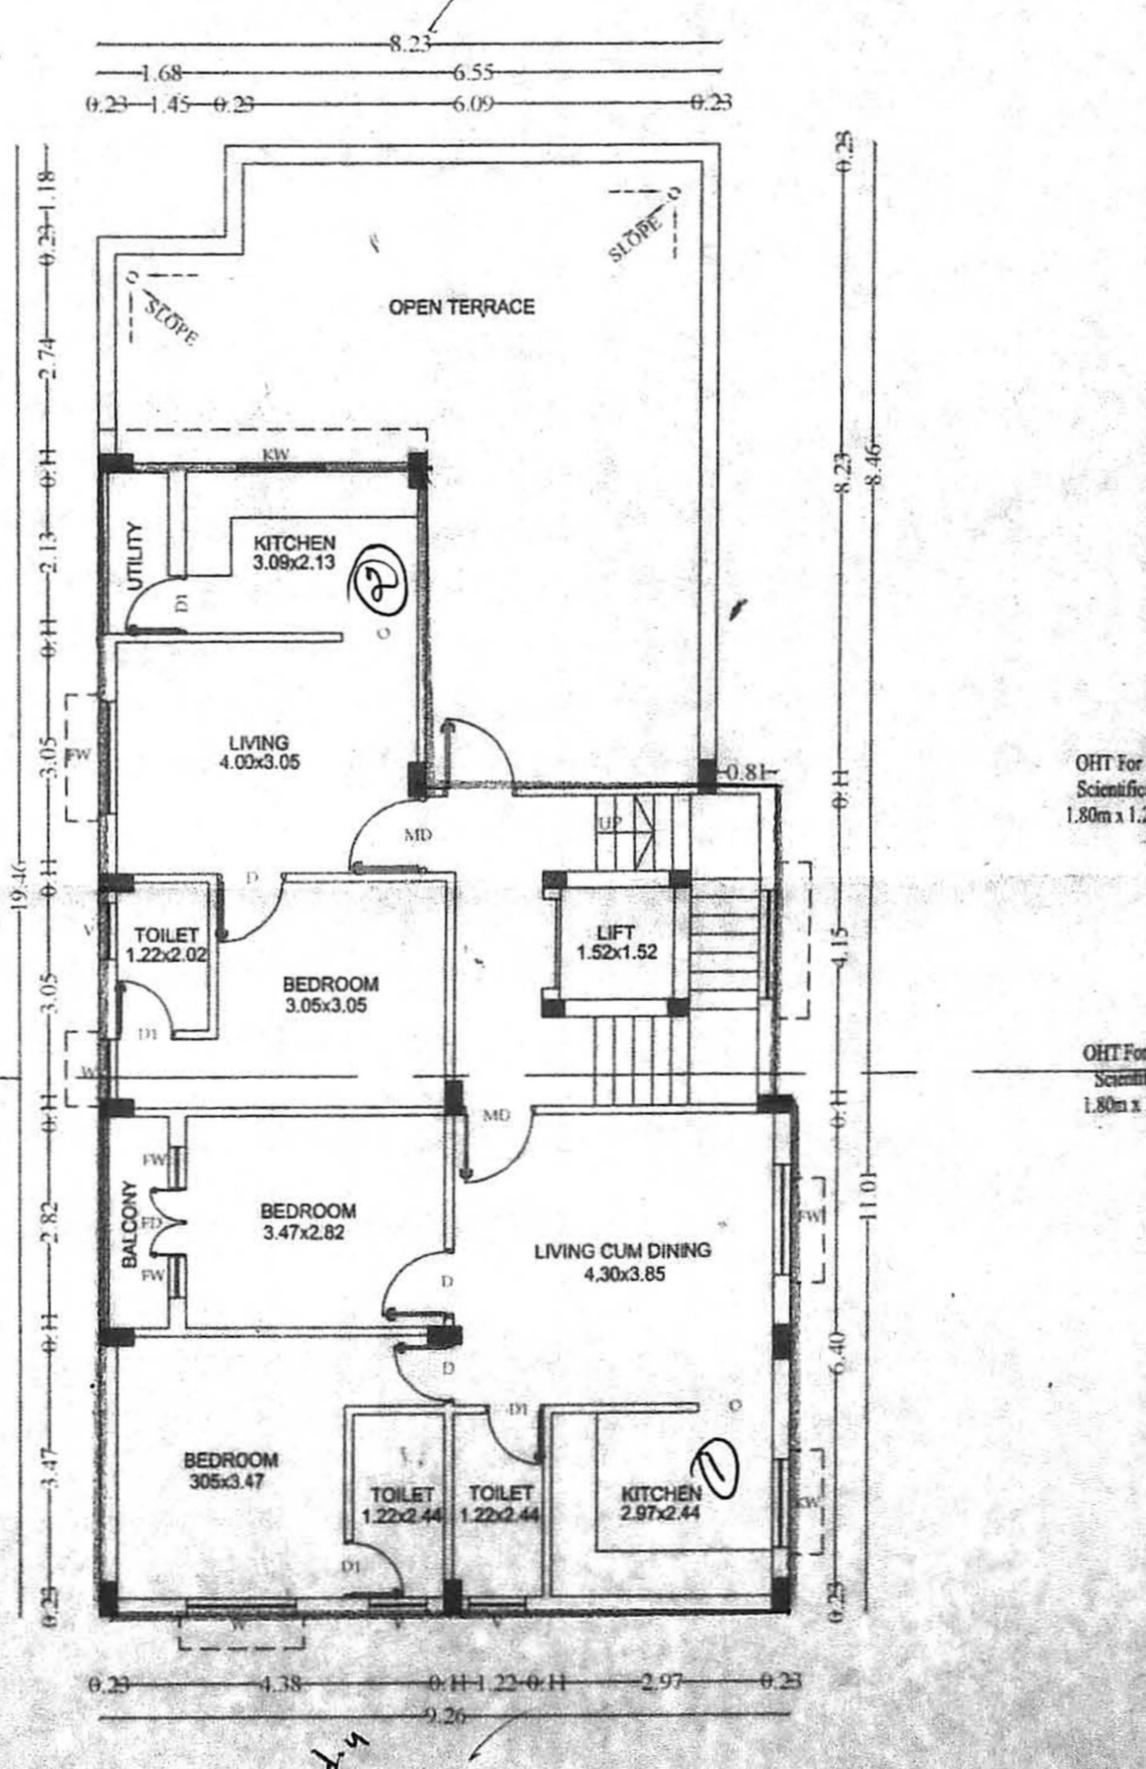 8.23
1.68 6.55
0.23 1.45 0.23 6.09 0.23
0.23
1.18
0.23
SLOPE
SLOPE
OPEN TERRACE
2.74
8.23
8.46
0.11
KW
UTILITY
KITCHEN
3.09x2.13
2
2.13
D1
O
0.11
FW
LIVING
4.00x3.05
3.05
0.81
0.11
OHT For
Scientific
1.80m x 1.2
MD
UP
19.46
0.11
D
V
TOILET
1.22x2.02
LIFT
1.52x1.52
4.15
BEDROOM
3.05x3.05
3.05
D1
W
OHT For
Scientifi
1.80m x
0.11
MD
0.11
FW
BALCONY
FD
FW
BEDROOM
3.47x2.82
2.82
LIVING CUM DINING
4.30x3.85
FW
11.01
D
0.11
6.40
D
D1
O
BEDROOM
305x3.47
3.47
TOILET
1.22x2.44
TOILET
1.22x2.44
KITCHEN
2.97x2.44
1
KW
D1
0.23
0.23
W
V
V
0.23 4.38 0.11 1.22 0.11 2.97 0.23
9.26